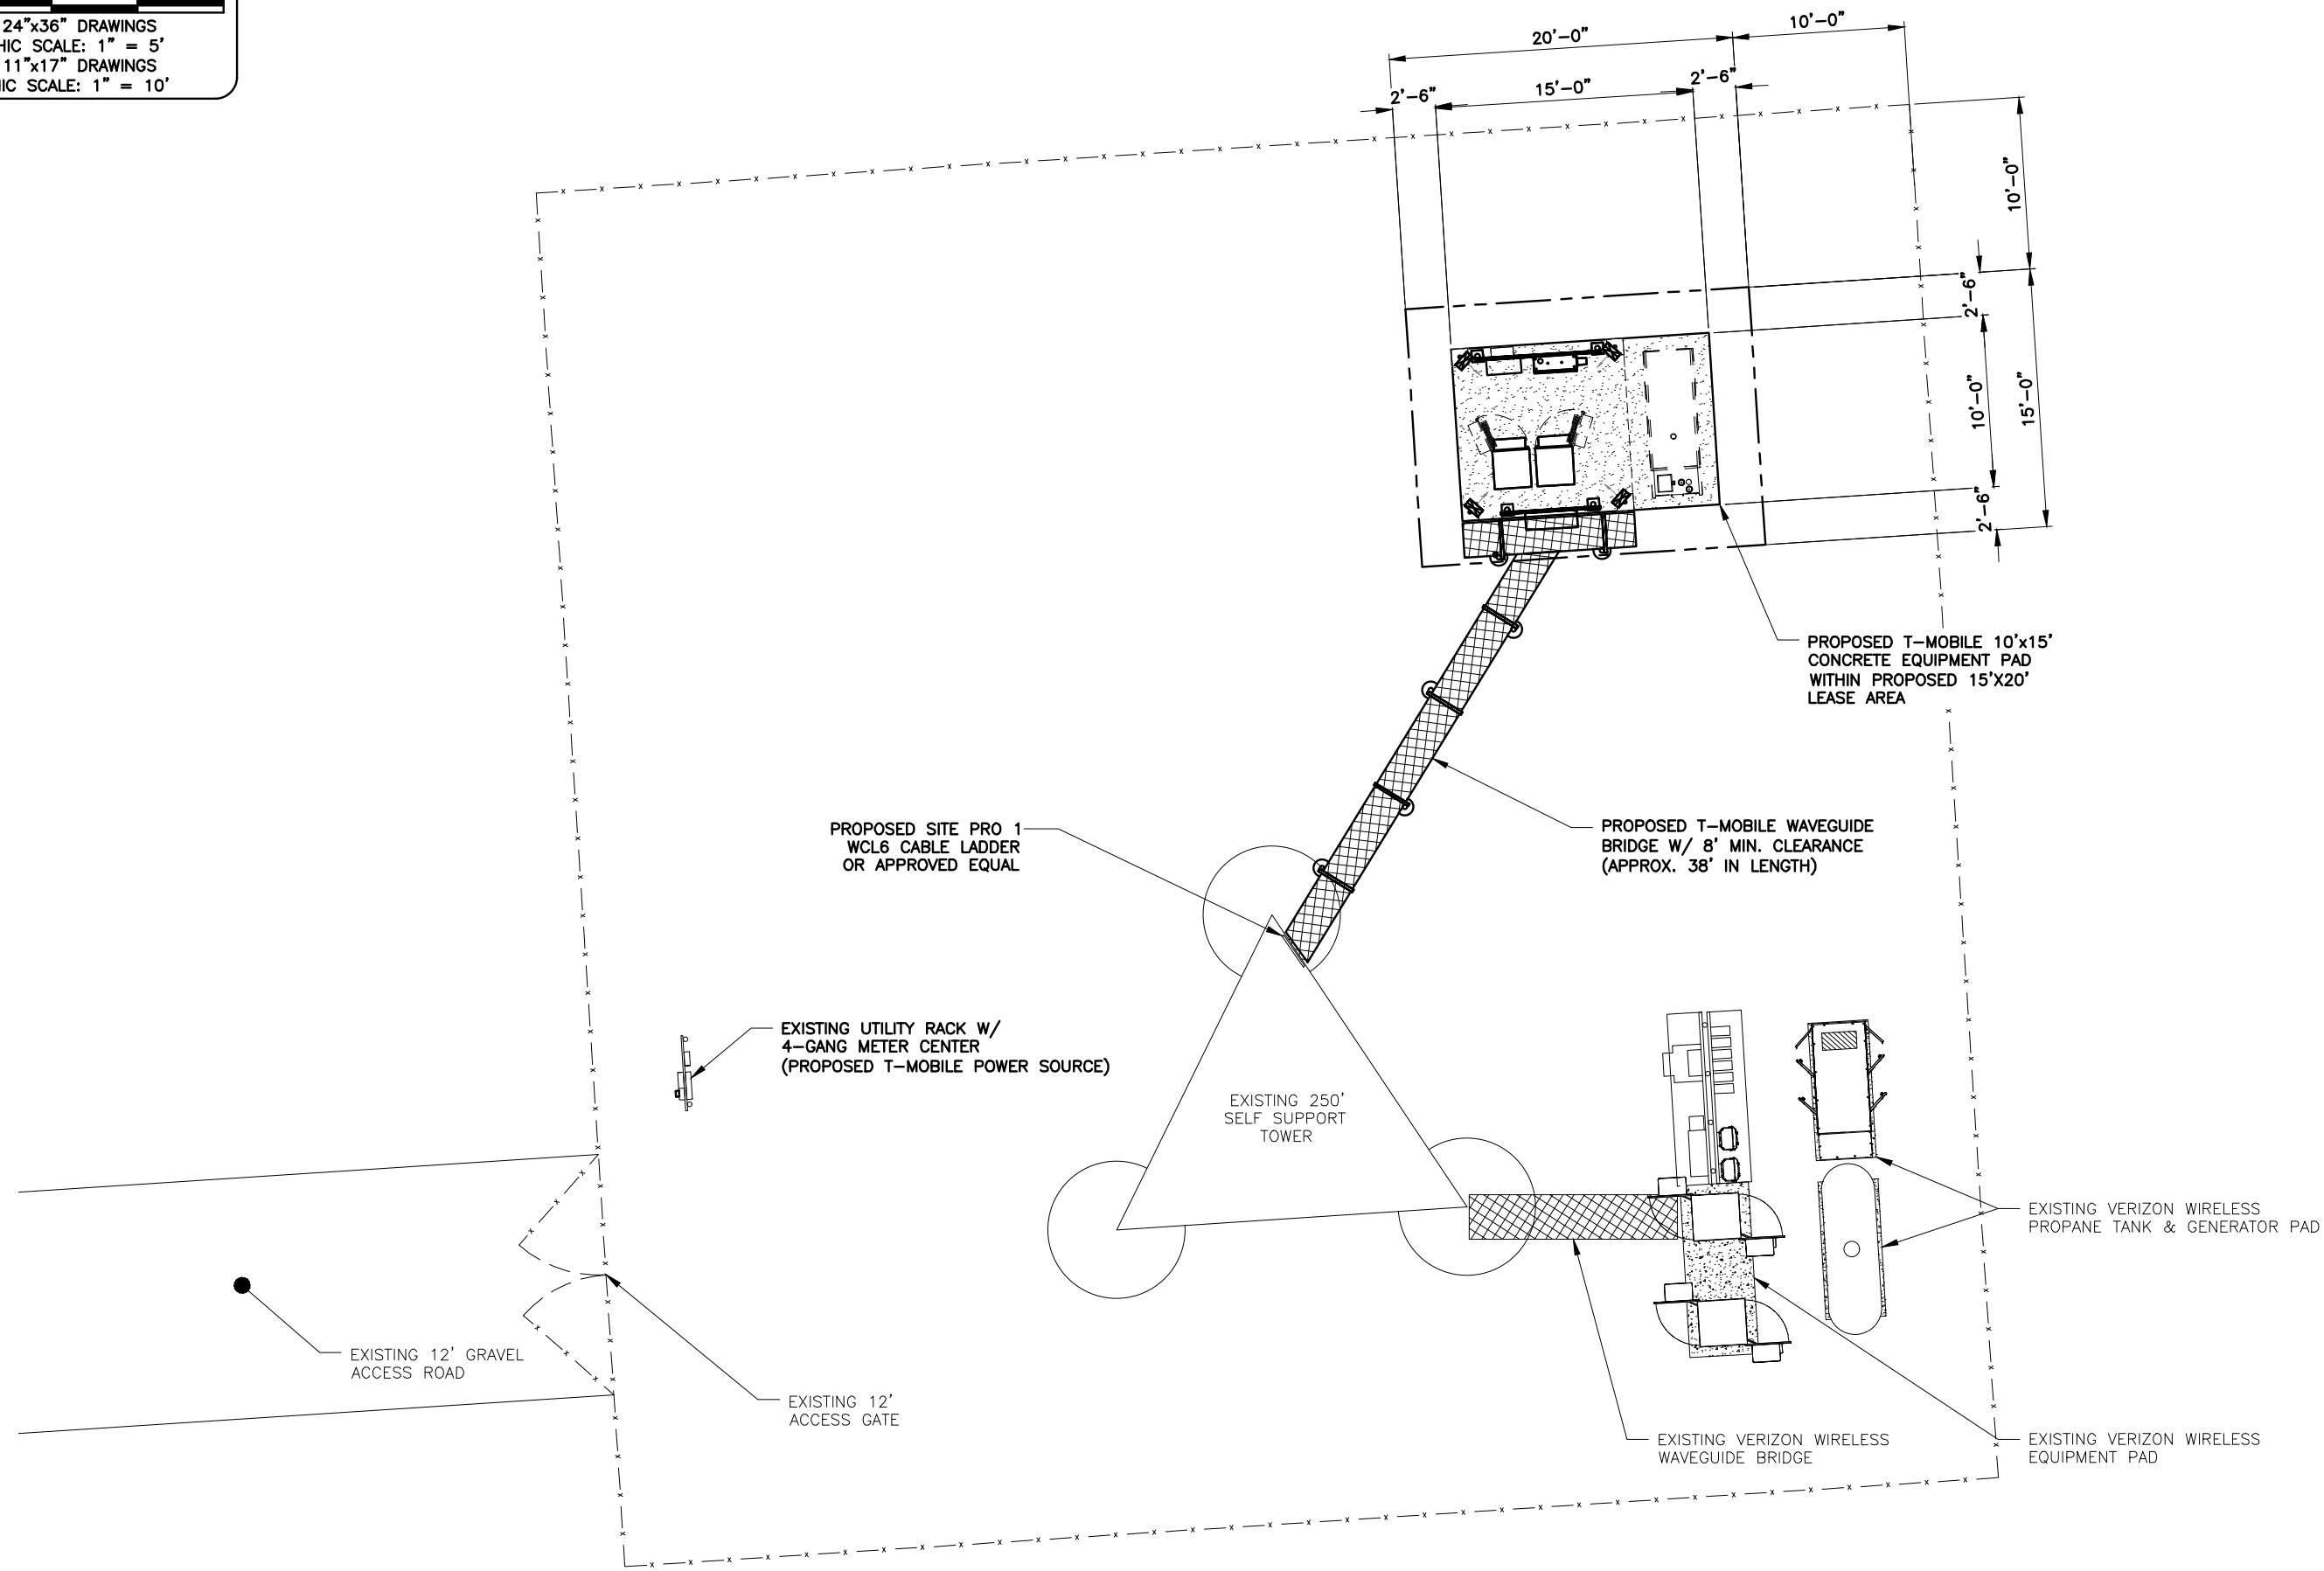 24"x36" DRAWINGS
HIC SCALE: 1" = 5'
11"x17" DRAWINGS
HIC SCALE: 1" = 10'
20'-0"
10'-0"
2'-6"
15'-0"
2'-6"
10'-0"
2'-6"
10'-0"
15'-0"
2'-6"
PROPOSED T-MOBILE 10'x15'
CONCRETE EQUIPMENT PAD
WITHIN PROPOSED 15'X20'
LEASE AREA
PROPOSED SITE PRO 1
WCL6 CABLE LADDER
OR APPROVED EQUAL
PROPOSED T-MOBILE WAVEGUIDE
BRIDGE W/ 8' MIN. CLEARANCE
(APPROX. 38' IN LENGTH)
EXISTING UTILITY RACK W/
4-GANG METER CENTER
(PROPOSED T-MOBILE POWER SOURCE)
EXISTING 250'
SELF SUPPORT
TOWER
EXISTING VERIZON WIRELESS
PROPANE TANK & GENERATOR PAD
EXISTING 12' GRAVEL
ACCESS ROAD
EXISTING 12'
ACCESS GATE
EXISTING VERIZON WIRELESS
WAVEGUIDE BRIDGE
EXISTING VERIZON WIRELESS
EQUIPMENT PAD